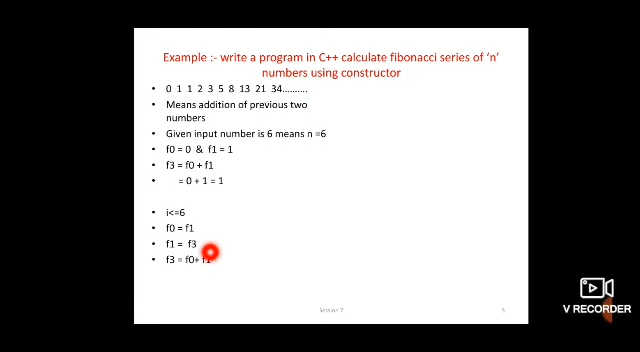 Example :- write a program in C++ calculate fibonacci series of ‘n’
numbers using constructor
• 0 1 1 2 3 5 8 13 21 34..........
• Means addition of previous two
numbers
• Given input number is 6 means n =6
• f0 = 0 & f1 = 1
• f3 = f0 + f1
• = 0 + 1 = 1
• i<=6
• f0 = f1
• f1 = f3
• f3 = f0+ f1
Session 7
V RECORDER